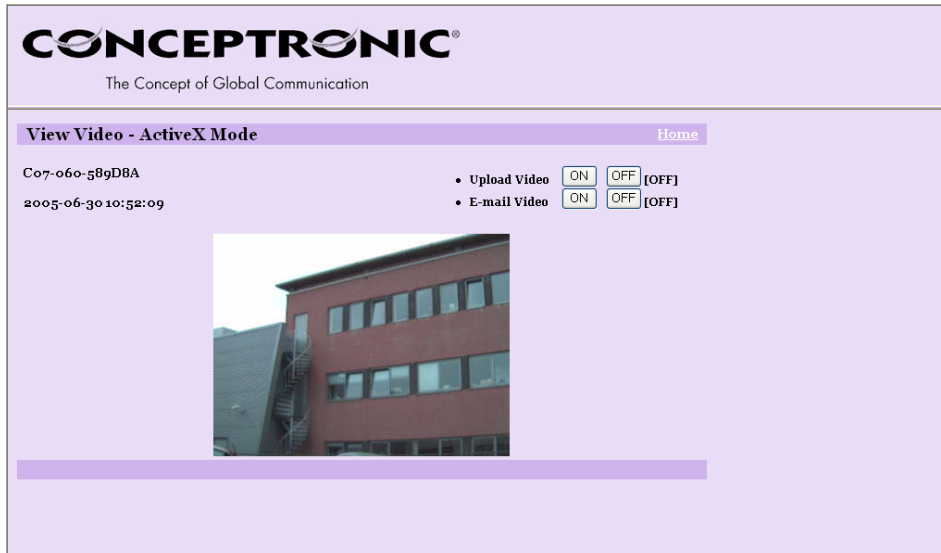 CONCEPTRONIC®
The Concept of Global Communication
View Video - ActiveX Mode Home
C07-060-589D8A
2005-06-30 10:52:09
• Upload Video ON OFF [OFF]
• E-mail Video ON OFF [OFF]